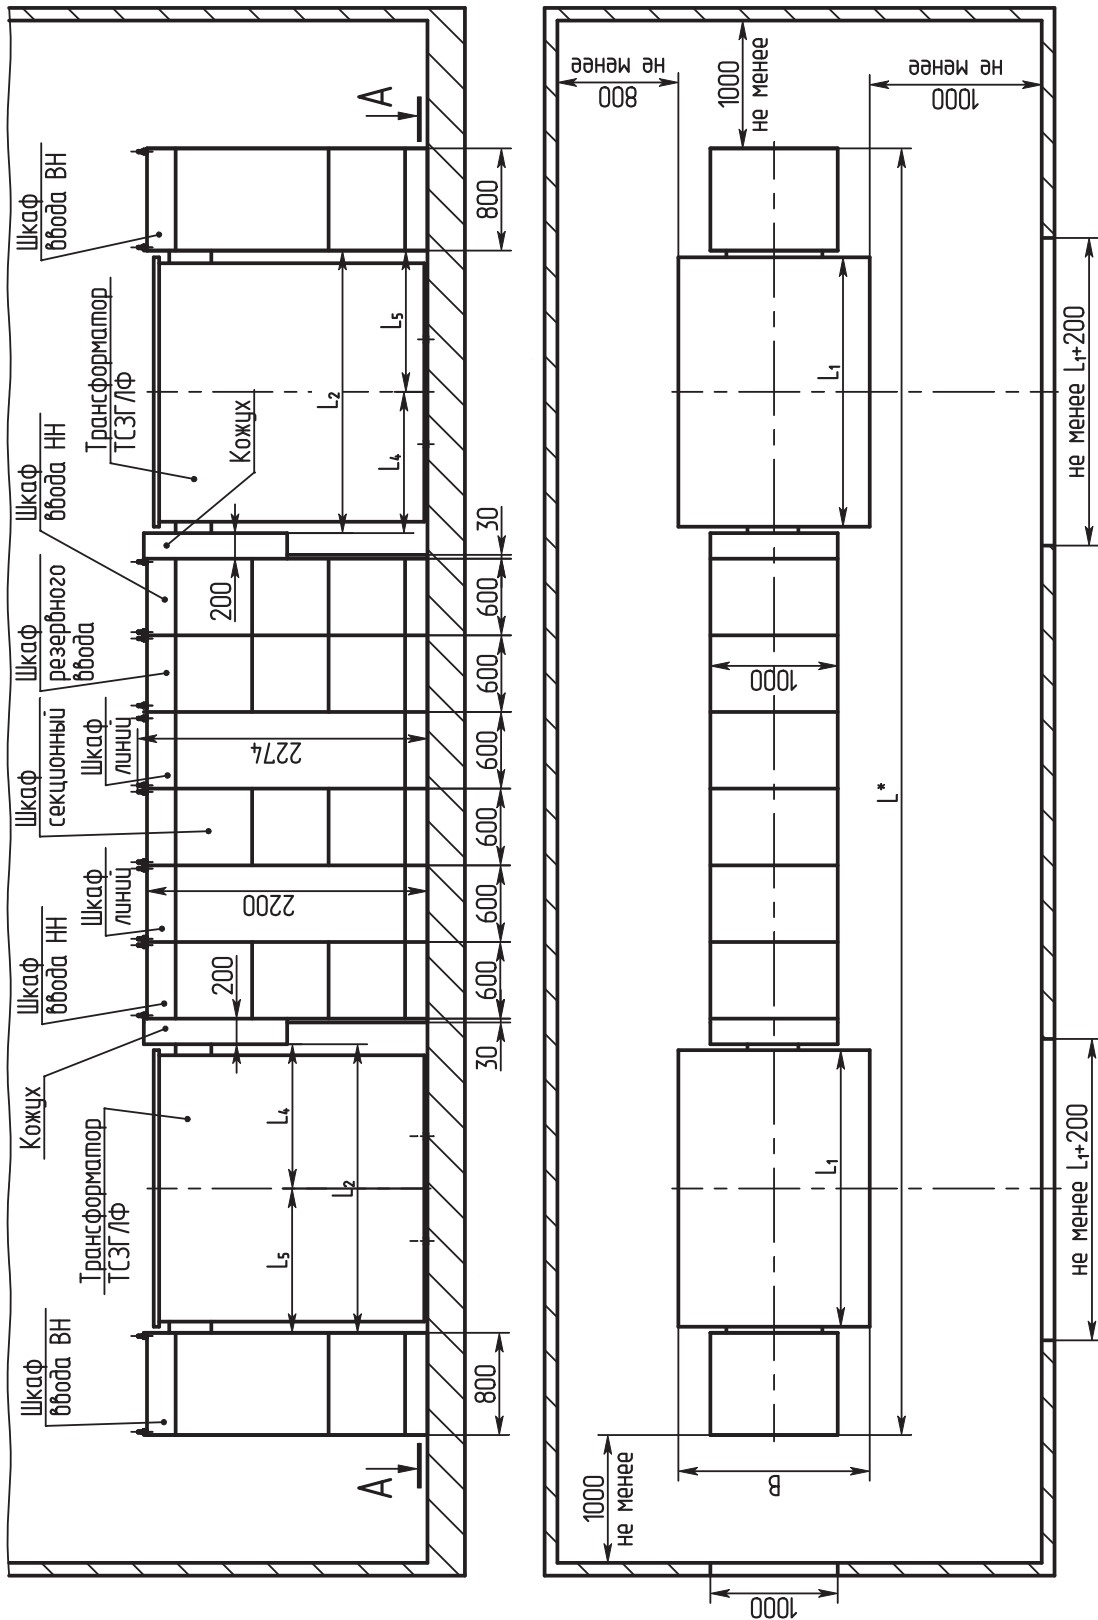 Шкаф
ввода ВН
Трансформатор
ТСЗГЛФ
Кожух
Шкаф
ввода НН
Шкаф
линий
Шкаф
секционный
Шкаф
линий
Шкаф
резервного
ввода
Шкаф
ввода НН
Кожух
Трансформатор
ТСЗГЛФ
Шкаф
ввода ВН
А
L₅
L₄
L₂
200
2200
2274
200
L₂
L₄
L₅
А
800
30
600
600
600
600
600
600
30
800
1000
не менее
1000
В
L₁
L*
1000
L₁
1000
не менее
800
не менее
1000
не менее
не менее L₁+200
не менее L₁+200